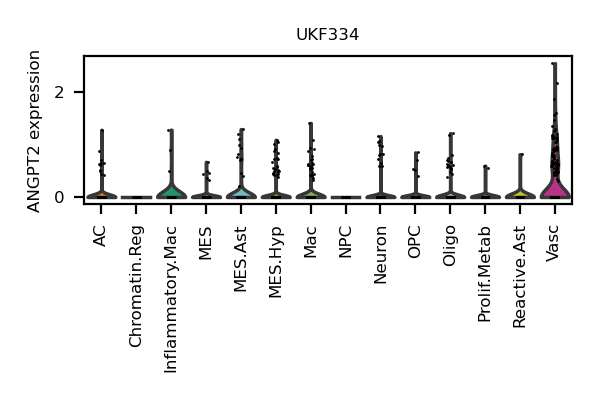 UKF334
ANGPT2 expression
2
0
AC
Chromatin.Reg
Inflammatory.Mac
MES
MES.Ast
MES.Hyp
Mac
NPC
Neuron
OPC
Oligo
Prolif.Metab
Reactive.Ast
Vasc